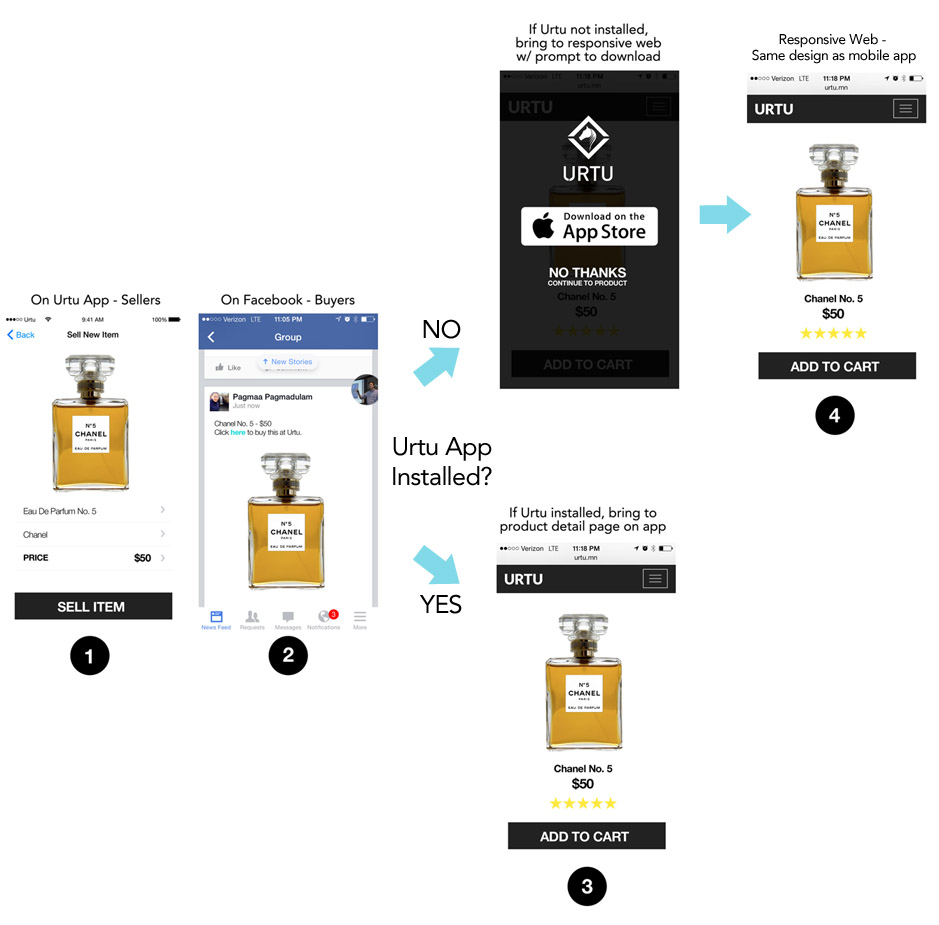 If Urtu not installed,
bring to responsive web
w/ prompt to download
Verizon LTE 11:18 PM
urtu.mn
URTU
URTU
Download on the
App Store
NO THANKS
CONTINUE TO PRODUCT
Chanel No. 5
$50
ADD TO CART
Responsive Web -
Same design as mobile app
Verizon LTE 11:18 PM
urtu.mn
URTU
N°5
CHANEL
PARIS
EAU DE PARFUM
Chanel No. 5
$50
ADD TO CART
4
On Urtu App - Sellers
Urtu 9:41 AM 100%
Back Sell New Item
N°5
CHANEL
PARIS
EAU DE PARFUM
Eau De Parfum No. 5
Chanel
PRICE $50
SELL ITEM
1
On Facebook - Buyers
Verizon LTE 11:05 PM
Group
New Stories
Like
Pagmaa Pagmadulam
Just now
Chanel No. 5 - $50
Click here to buy this at Urtu.
N°5
CHANEL
PARIS
EAU DE PARFUM
3
News Feed Requests Messages Notifications More
2
NO
Urtu App
Installed?
YES
If Urtu installed, bring to
product detail page on app
Verizon LTE 11:18 PM
urtu.mn
URTU
N°5
CHANEL
PARIS
EAU DE PARFUM
Chanel No. 5
$50
ADD TO CART
3